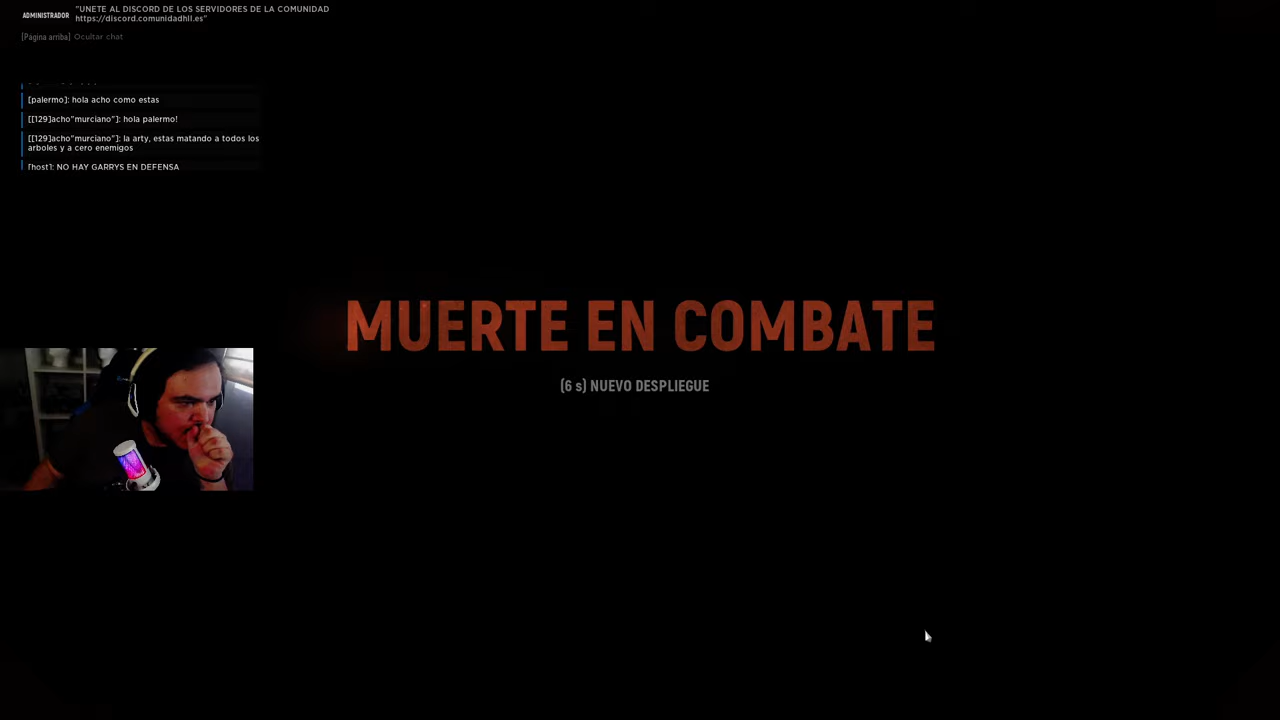 ADMINISTRADOR
"UNETE AL DISCORD DE LOS SERVIDORES DE LA COMUNIDAD
https://discord.comunidadhll.es"
[Página arriba] Ocultar chat
[palermo]: hola acho como estas
[[129]acho"murciano"]: hola palermo!
[[129]acho"murciano"]: la arty, estas matando a todos los
arboles y a cero enemigos
[host]: NO HAY GARRYS EN DEFENSA
MUERTE EN COMBATE
(6 s) NUEVO DESPLIEGUE